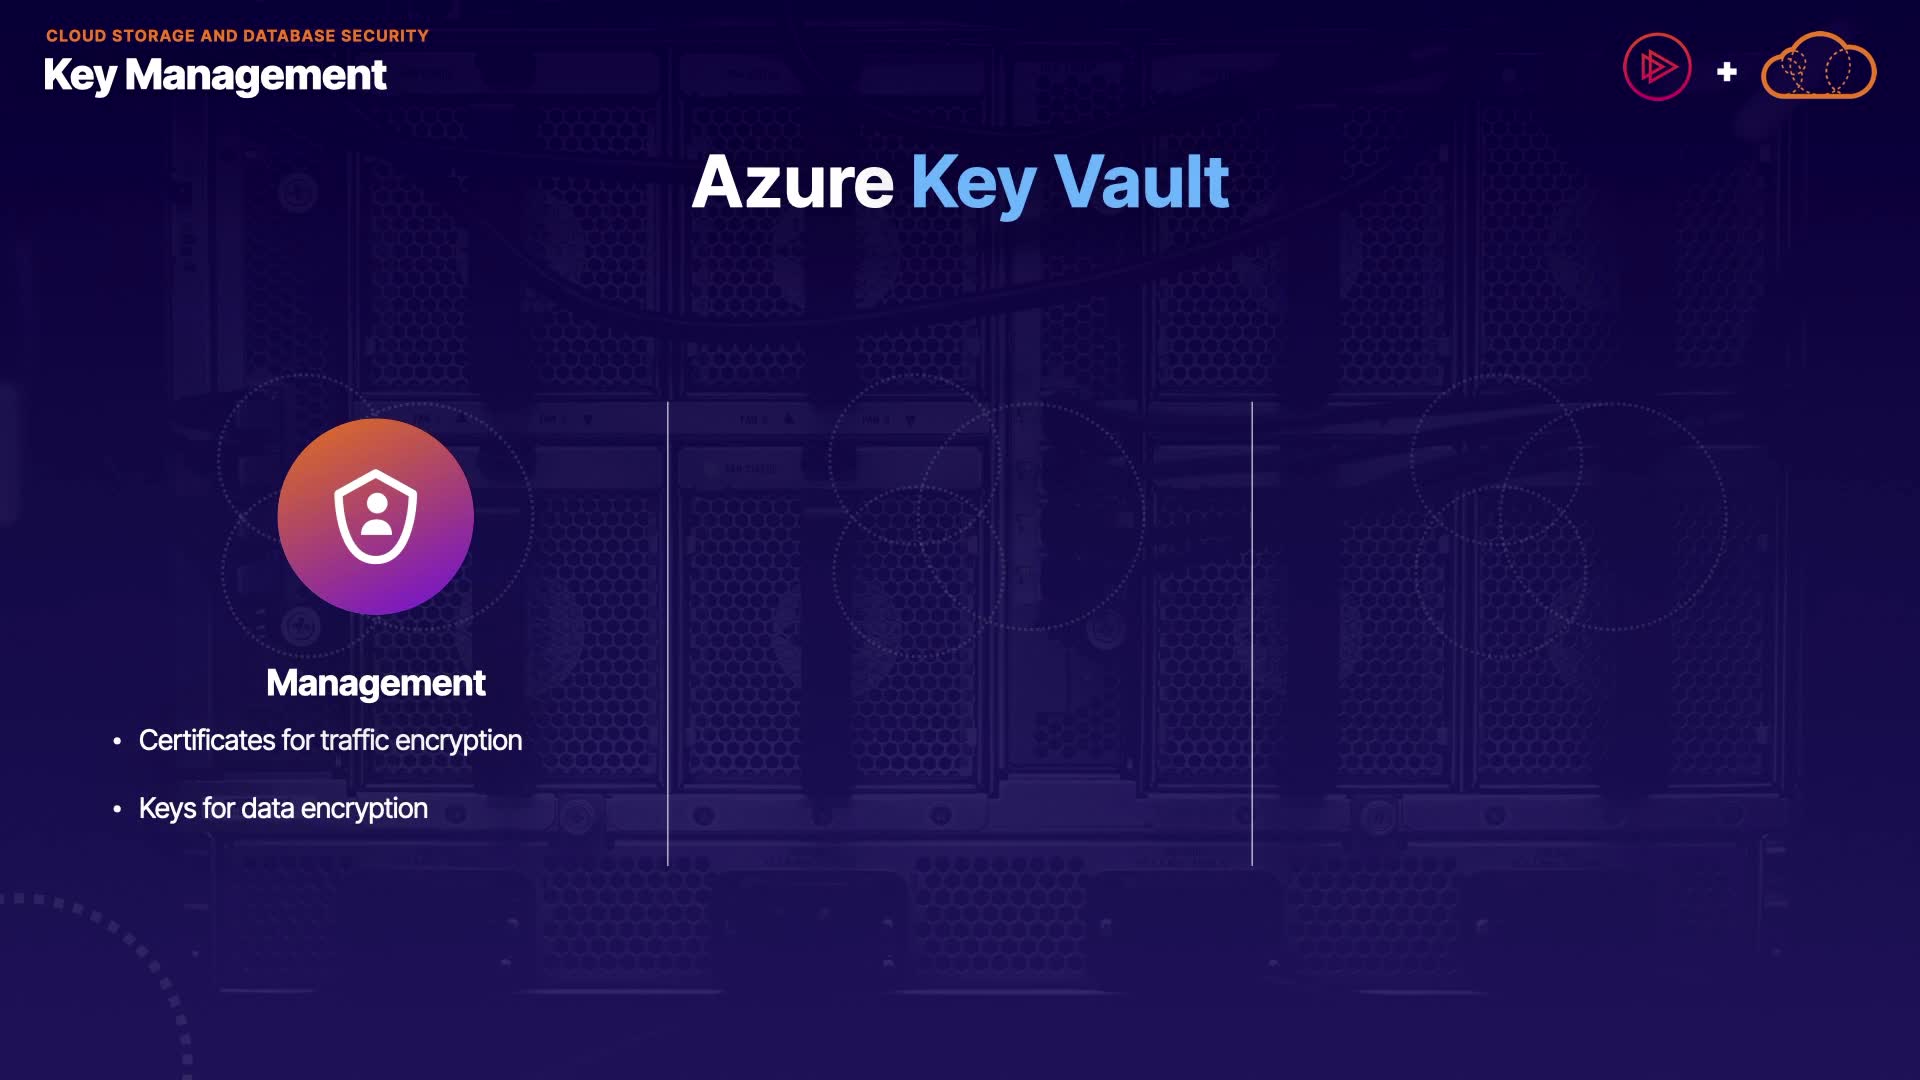 CLOUD STORAGE AND DATABASE SECURITY
Key Management
Azure Key Vault
Management
• Certificates for traffic encryption
• Keys for data encryption